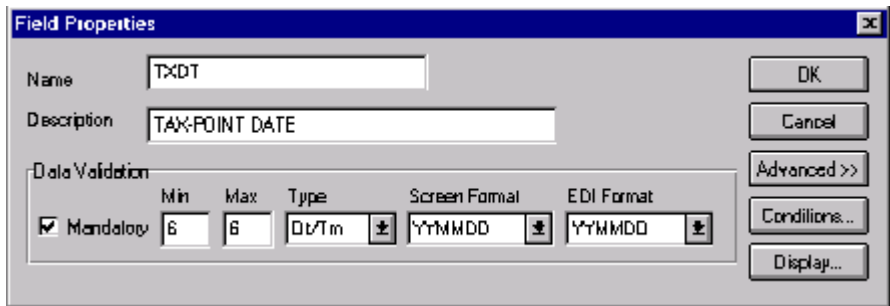 Field Properties
Name
TXDT
OK
Description
TAX-POINT DATE
Cancel
Data Validation
Advanced >>
Min Max Type Screen Format EDI Format
Mandatory 6 6 Dt/Tm YYMMDD YYMMDD
Conditions...
Display...